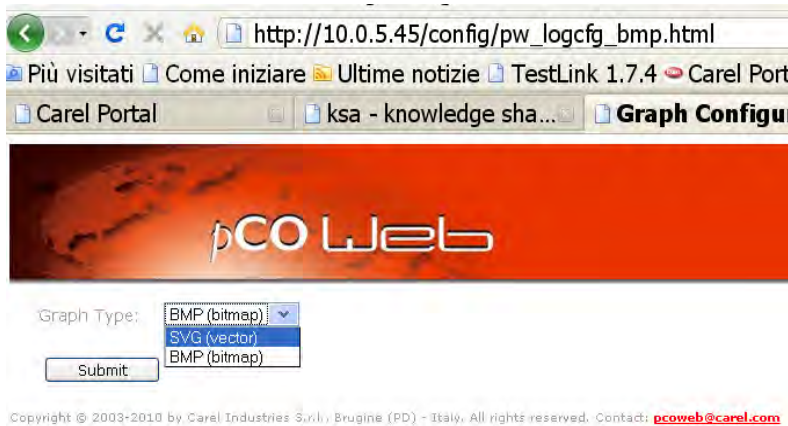 http://10.0.5.45/config/pw_logcfg_bmp.html
Più visitati Come iniziare Ultime notizie TestLink 1.7.4 Carel Port
Carel Portal ksa - knowledge sha... Graph Configu
pCO Web
Graph Type: BMP (bitmap)
SVG (vector)
BMP (bitmap)
Submit
Copyright © 2003-2010 by Carel Industries S.r.l., Brugine (PD) - Italy. All rights reserved. Contact: pcoweb@carel.com